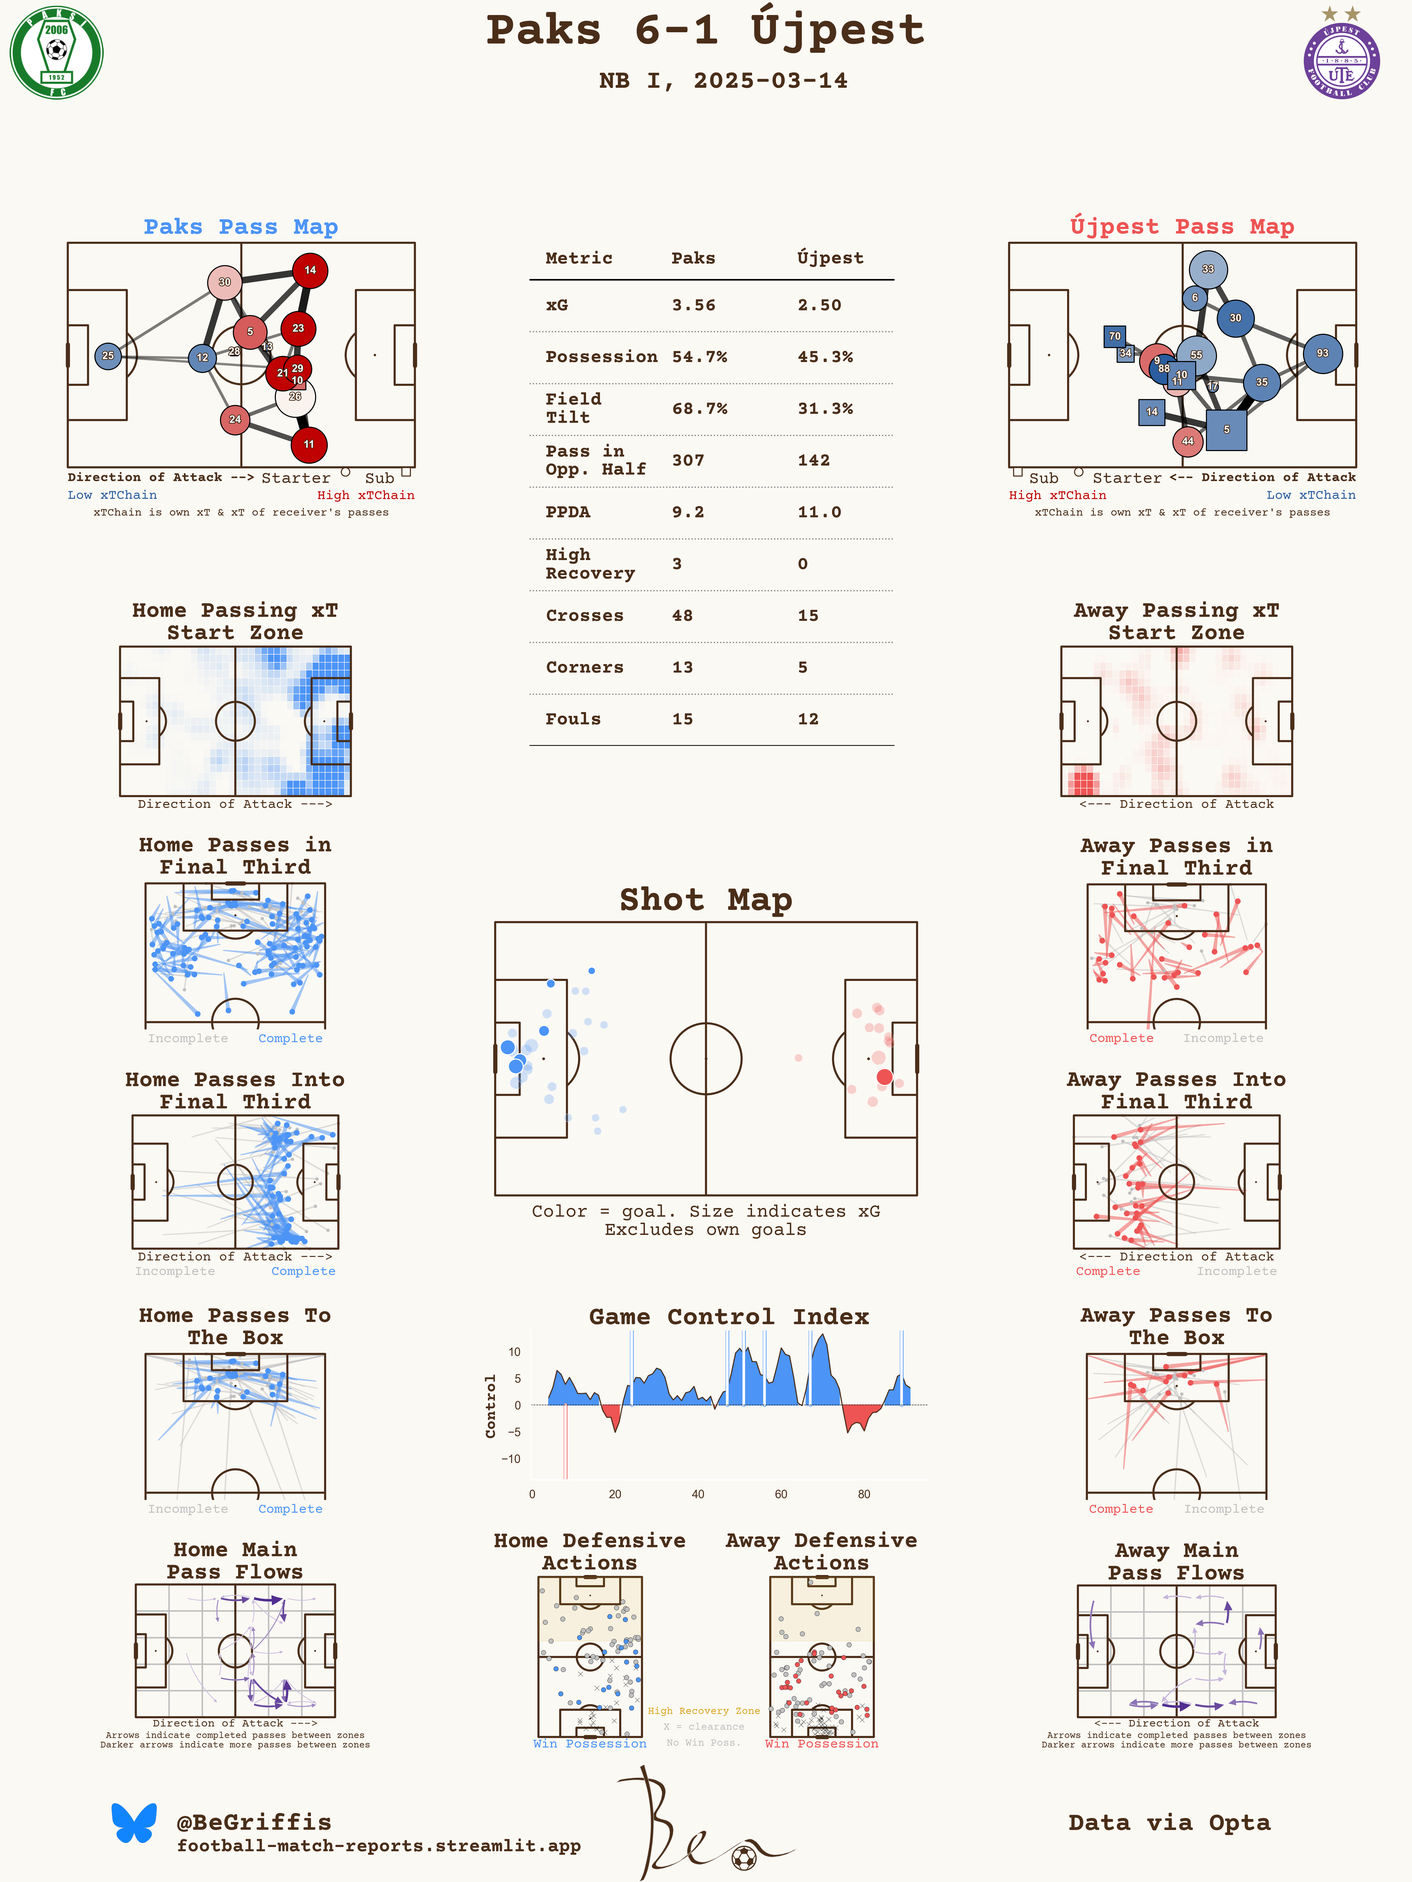 PAKSI
2006
1952
FC
Paks 6-1 Újpest
NB I, 2025-03-14
ÚJPEST
·1·8·8·5·
UTE
FOOTBALL CLUB
Paks Pass Map
30
14
5
23
13
28
25
12
29
21
10
26
24
11
Direction of Attack --> Starter Sub
Low xTChain High xTChain
xTChain is own xT & xT of receiver's passes
Metric Paks Újpest
xG 3.56 2.50
Possession 54.7% 45.3%
Field
Tilt 68.7% 31.3%
Pass in
Opp. Half 307 142
PPDA 9.2 11.0
High
Recovery 3 0
Crosses 48 15
Corners 13 5
Fouls 15 12
Újpest Pass Map
33
6
30
70
34
9
55
93
88
10
11
17
35
14
5
44
Sub Starter <-- Direction of Attack
High xTChain Low xTChain
xTChain is own xT & xT of receiver's passes
Home Passing xT
Start Zone
Direction of Attack --->
Away Passing xT
Start Zone
<--- Direction of Attack
Home Passes in
Final Third
Incomplete Complete
Away Passes in
Final Third
Complete Incomplete
Shot Map
Color = goal. Size indicates xG
Excludes own goals
Home Passes Into
Final Third
Direction of Attack --->
Incomplete Complete
Away Passes Into
Final Third
<--- Direction of Attack
Complete Incomplete
Home Passes To
The Box
Incomplete Complete
Game Control Index
Control
10
5
0
−5
−10
0 20 40 60 80
Away Passes To
The Box
Complete Incomplete
Home Main
Pass Flows
Direction of Attack --->
Arrows indicate completed passes between zones
Darker arrows indicate more passes between zones
Home Defensive
Actions
Win Possession
Away Defensive
Actions
Win Possession
High Recovery Zone
X = clearance
No Win Poss.
Away Main
Pass Flows
<--- Direction of Attack
Arrows indicate completed passes between zones
Darker arrows indicate more passes between zones
@BeGriffis
football-match-reports.streamlit.app
Ben
Data via Opta